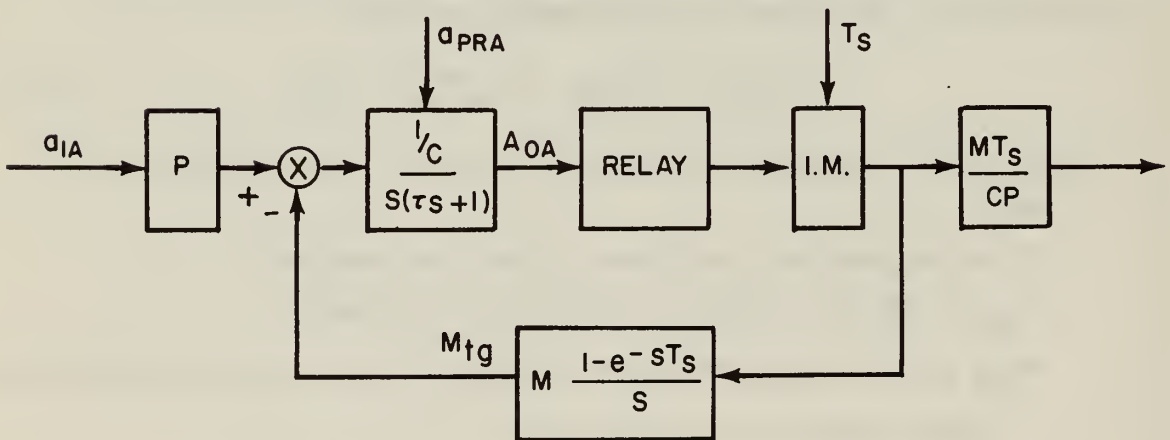 a_PRA
T_S
a_IA
P
+
-
X
1/C
S(τS+1)
A_OA
RELAY
I.M.
MT_S
CP
M_tg
M 1-e^-sT_S
S